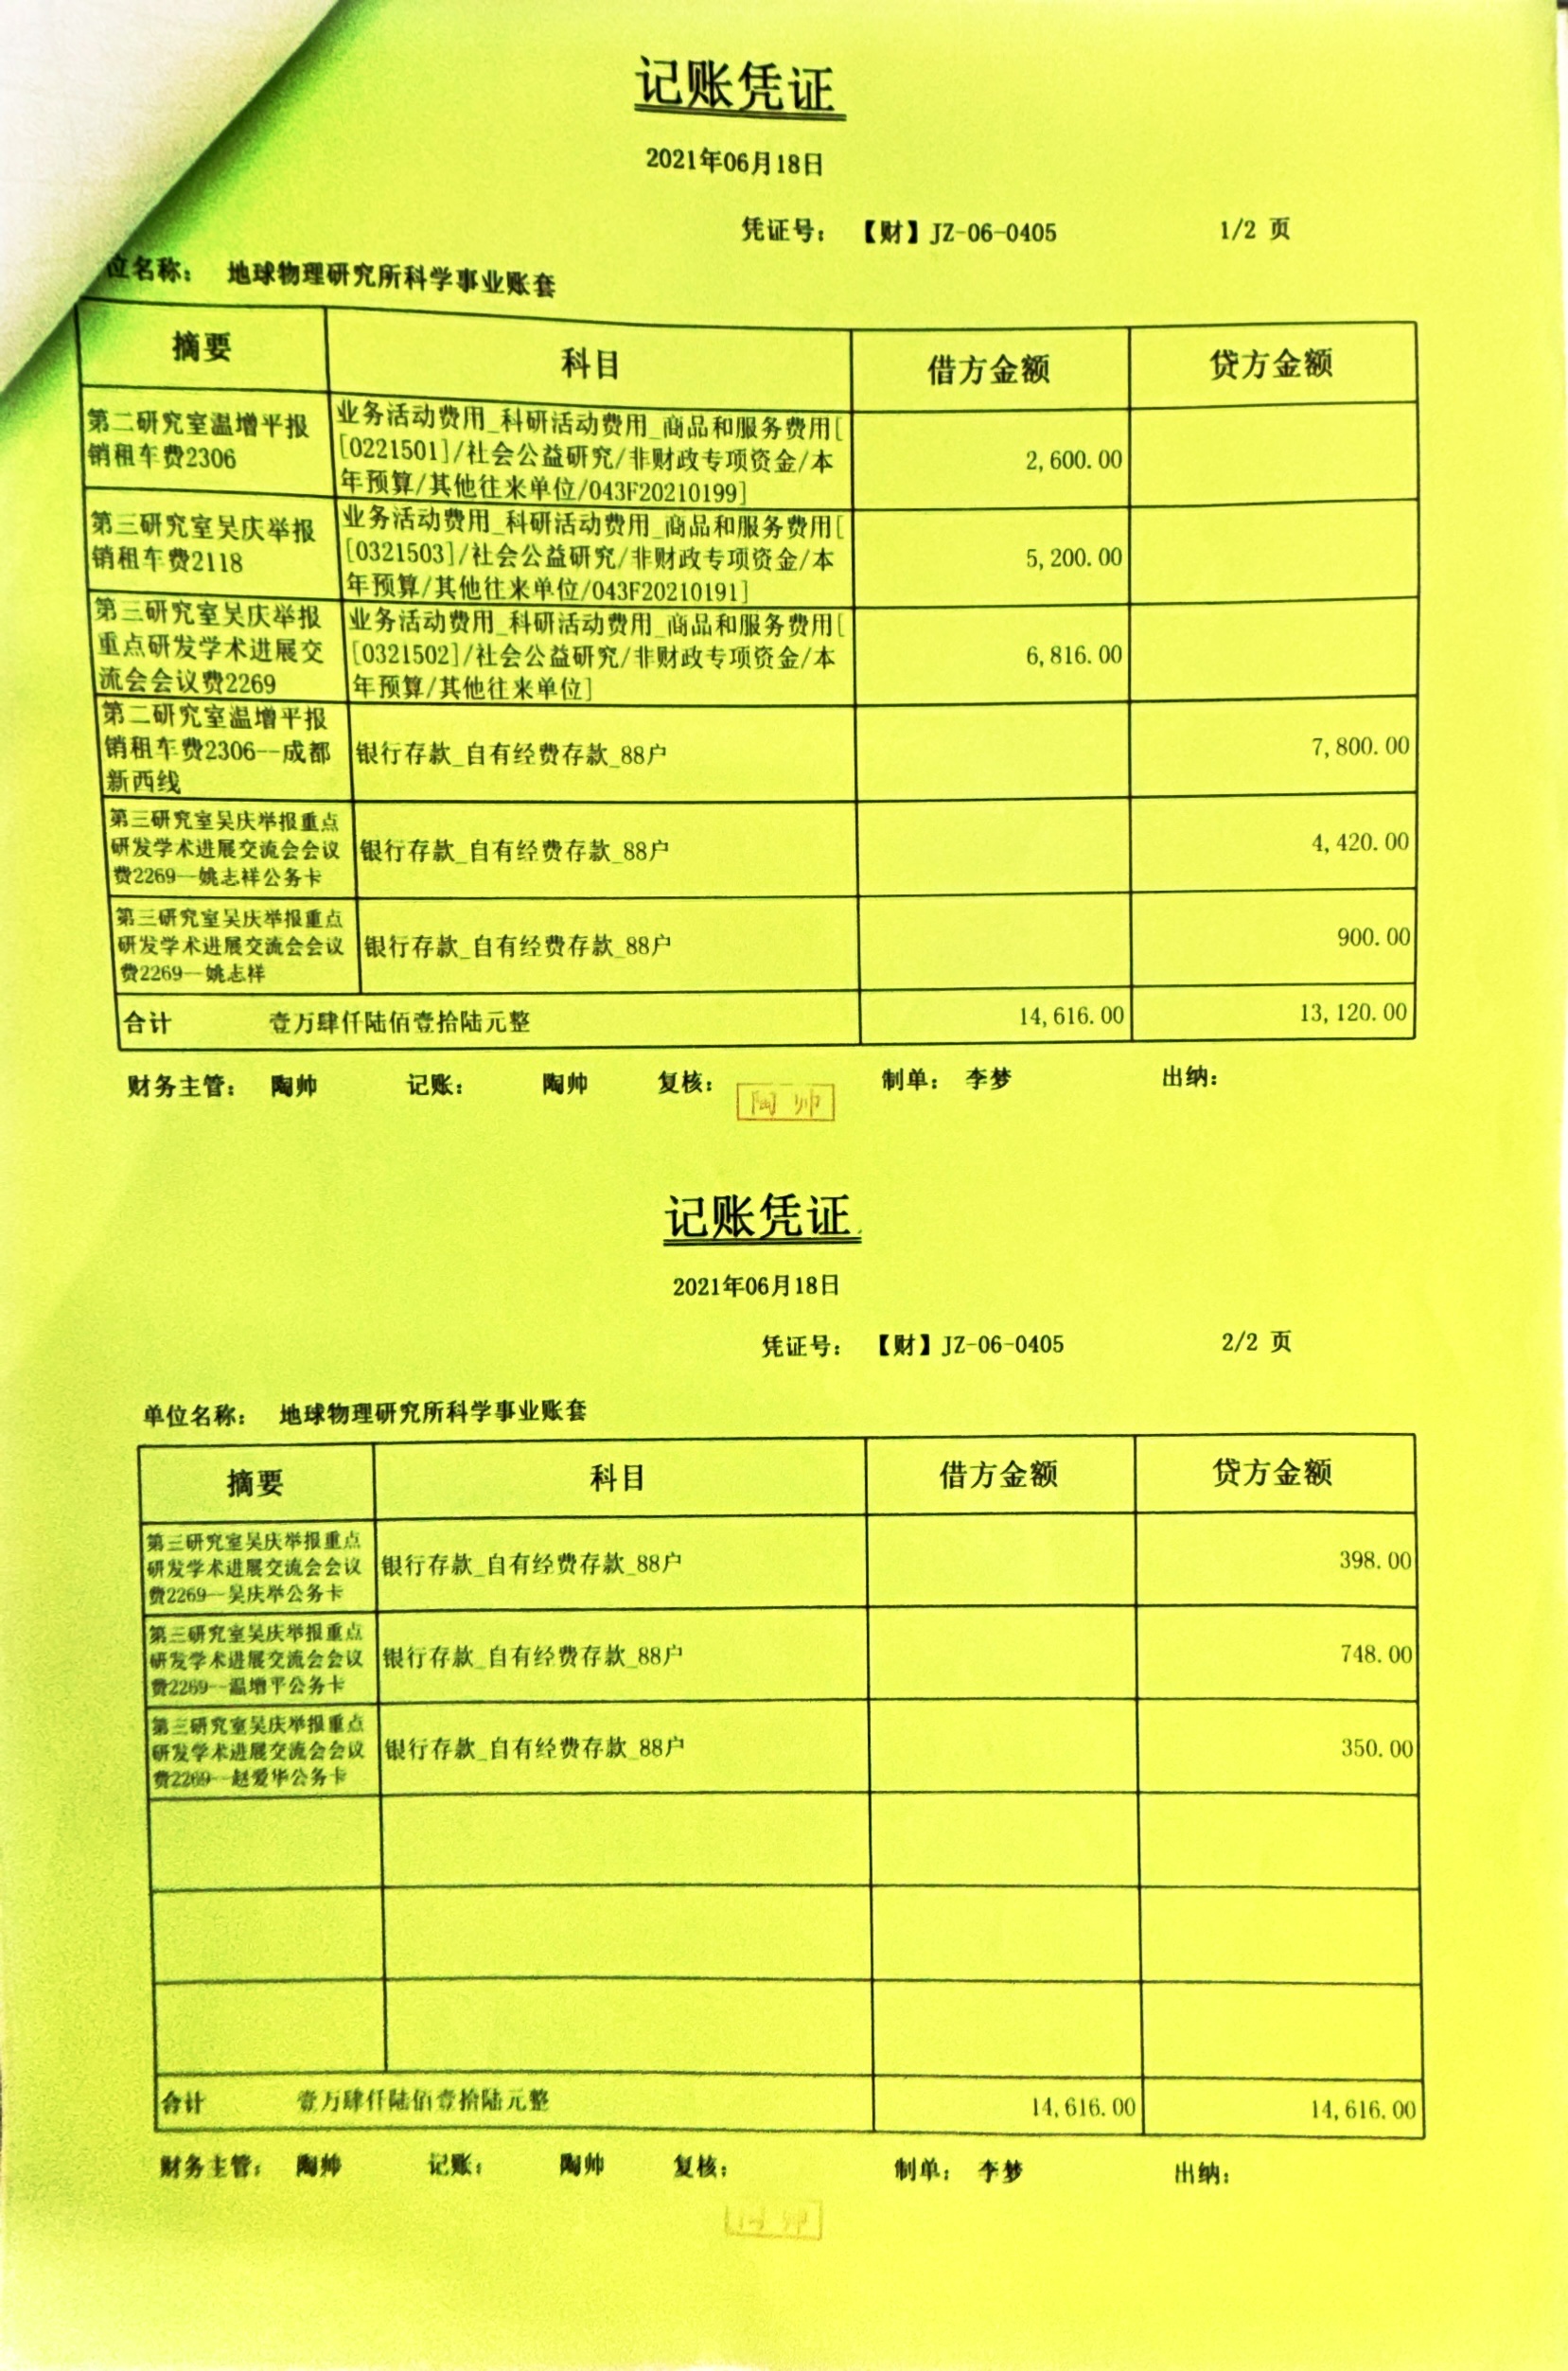 记账凭证
2021年06月18日
凭证号： 【财】JZ-06-0405 1/2 页
位名称： 地球物理研究所科学事业账套
摘要 科目 借方金额 贷方金额
第二研究室温增平报
销租车费2306
业务活动费用_科研活动费用_商品和服务费用[
[0221501]/社会公益研究/非财政专项资金/本
年预算/其他往来单位/043F20210199]
2,600.00
第三研究室吴庆举报
销租车费2118
业务活动费用_科研活动费用_商品和服务费用[
[0321503]/社会公益研究/非财政专项资金/本
年预算/其他往来单位/043F20210191]
5,200.00
第三研究室吴庆举报
重点研发学术进展交
流会会议费2269
业务活动费用_科研活动费用_商品和服务费用[
[0321502]/社会公益研究/非财政专项资金/本
年预算/其他往来单位]
6,816.00
第二研究室温增平报
销租车费2306--成都
新西线
银行存款_自有经费存款_88户
7,800.00
第三研究室吴庆举报重点
研发学术进展交流会会议
费2269--姚志祥公务卡
银行存款_自有经费存款_88户
4,420.00
第三研究室吴庆举报重点
研发学术进展交流会会议
费2269--姚志祥
银行存款_自有经费存款_88户
900.00
合计 壹万肆仟陆佰壹拾陆元整 14,616.00 13,120.00
财务主管： 陶帅 记账： 陶帅 复核： 制单： 李梦 出纳：
陶帅
记账凭证
2021年06月18日
凭证号： 【财】JZ-06-0405 2/2 页
单位名称： 地球物理研究所科学事业账套
摘要 科目 借方金额 贷方金额
第三研究室吴庆举报重点
研发学术进展交流会会议
费2269--吴庆举公务卡
银行存款_自有经费存款_88户
398.00
第三研究室吴庆举报重点
研发学术进展交流会会议
费2269--温增平公务卡
银行存款_自有经费存款_88户
748.00
第三研究室吴庆举报重点
研发学术进展交流会会议
费2269--赵爱华公务卡
银行存款_自有经费存款_88户
350.00
合计 壹万肆仟陆佰壹拾陆元整 14,616.00 14,616.00
财务主管： 陶帅 记账： 陶帅 复核： 制单： 李梦 出纳：
陶帅